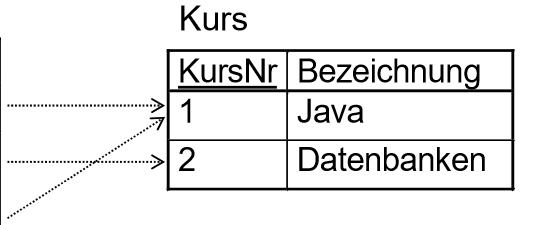 Kurs
KursNr Bezeichnung
1 Java
2 Datenbanken